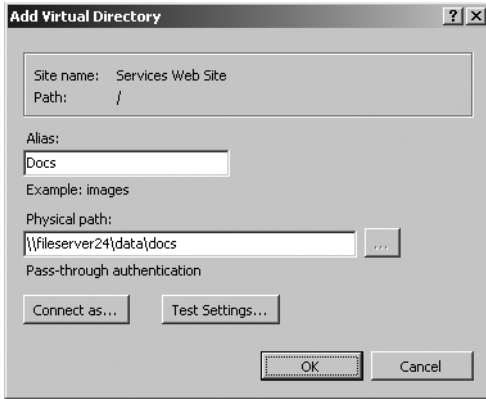 Add Virtual Directory
Site name: Services Web Site
Path: /
Alias:
Docs
Example: images
Physical path:
\\fileserver24\data\docs
...
Pass-through authentication
Connect as... Test Settings...
OK Cancel